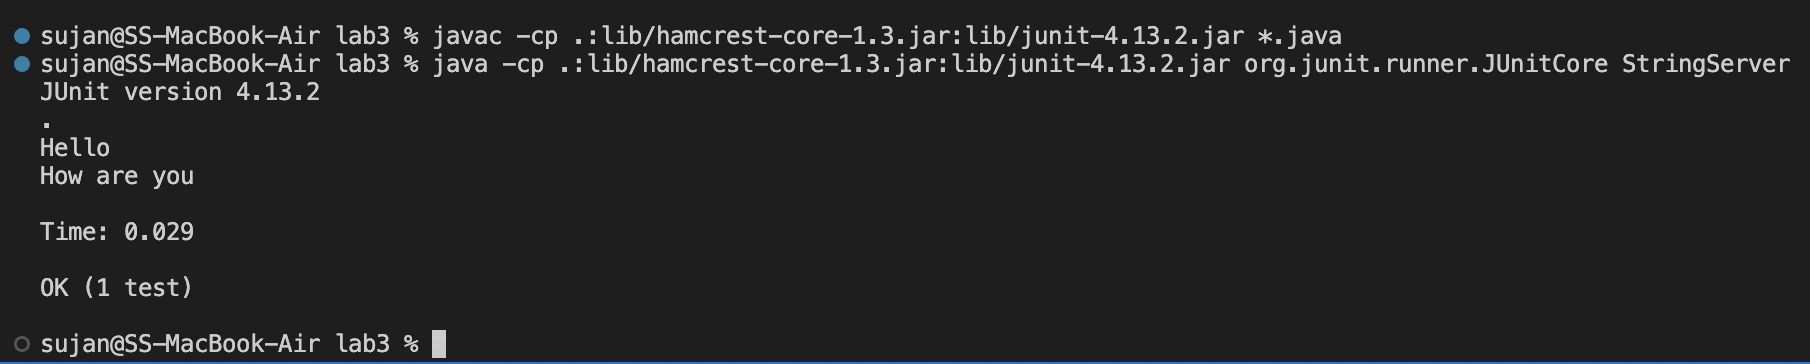 sujan@SS-MacBook-Air lab3 % javac -cp .:lib/hamcrest-core-1.3.jar:lib/junit-4.13.2.jar *.java
sujan@SS-MacBook-Air lab3 % java -cp .:lib/hamcrest-core-1.3.jar:lib/junit-4.13.2.jar org.junit.runner.JUnitCore StringServer
JUnit version 4.13.2
.
Hello
How are you
Time: 0.029
OK (1 test)
sujan@SS-MacBook-Air lab3 %